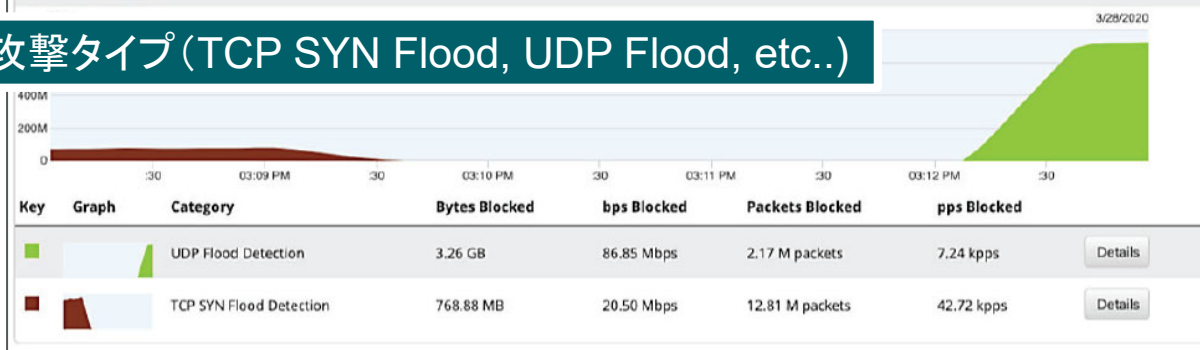 3/28/2020
攻撃タイプ（TCP SYN Flood, UDP Flood, etc..)
400M
200M
0
:30 03:09 PM :30 03:10 PM :30 03:11 PM :30 03:12 PM :30
Key Graph Category Bytes Blocked bps Blocked Packets Blocked pps Blocked
UDP Flood Detection 3.26 GB 86.85 Mbps 2.17 M packets 7.24 kpps Details
TCP SYN Flood Detection 768.88 MB 20.50 Mbps 12.81 M packets 42.72 kpps Details